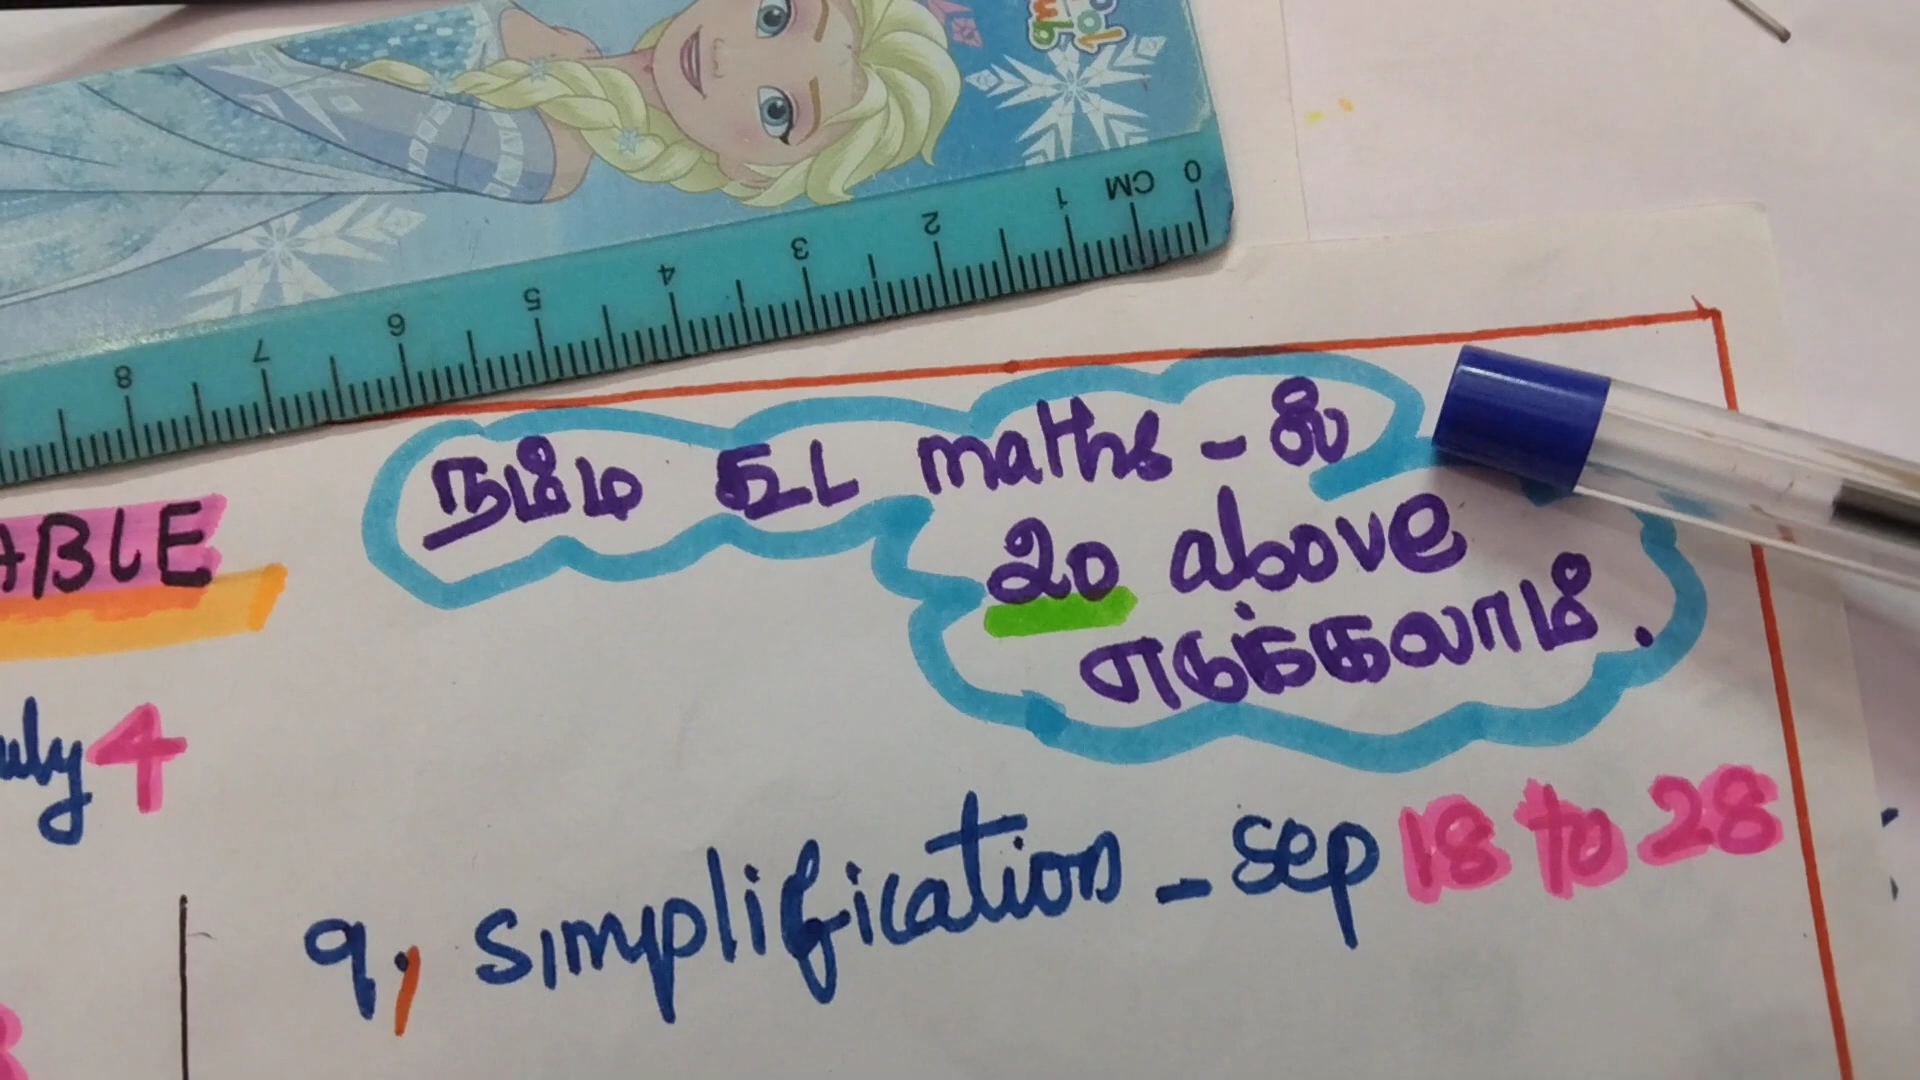 0 CM 1 2 3 4 5 6 7 8
நம்ம கூட maths - ல்
20 above
எடுக்கலாம்.
ABLE
uly 4
9, simplification - sep 18 to 28